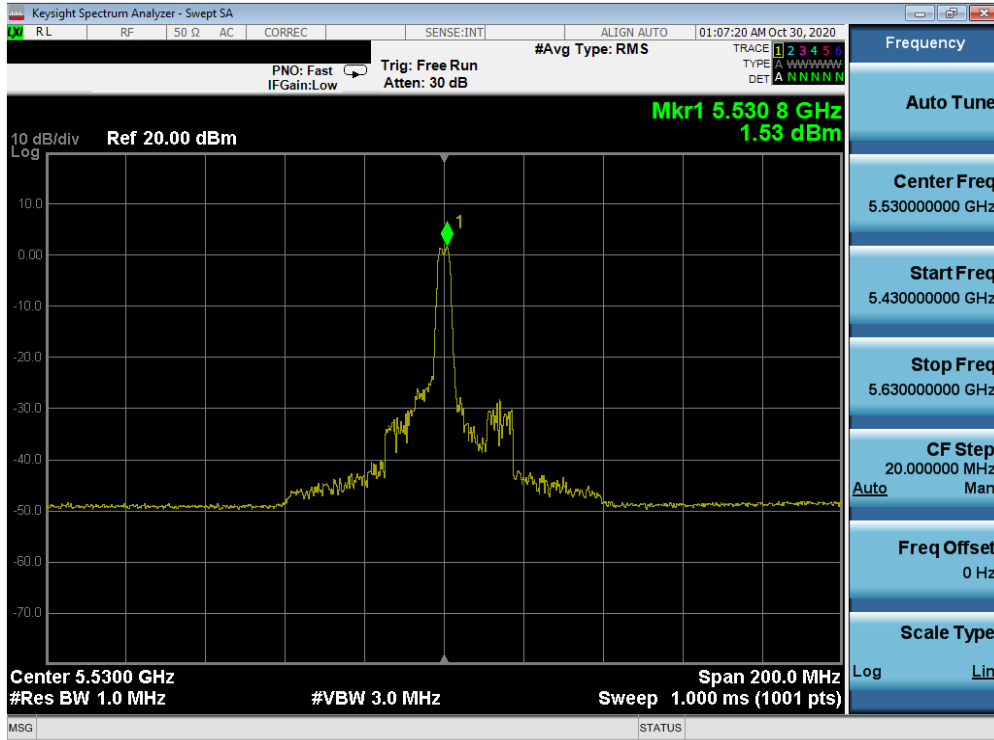 Keysight Spectrum Analyzer - Swept SA
LXI RL RF 50 Ω AC CORREC SENSE:INT ALIGN AUTO 01:07:20 AM Oct 30, 2020
PNO: Fast
IFGain:Low
Trig: Free Run
Atten: 30 dB
#Avg Type: RMS
TRACE 1 2 3 4 5 6
TYPE A WWWWW
DET A N N N N N
Mkr1 5.530 8 GHz
1.53 dBm
10 dB/div
Log
Ref 20.00 dBm
10.0
0.00
-10.0
-20.0
-30.0
-40.0
-50.0
-60.0
-70.0
1
Center 5.5300 GHz
#Res BW 1.0 MHz
#VBW 3.0 MHz
Span 200.0 MHz
Sweep 1.000 ms (1001 pts)
MSG
STATUS
Frequency
Auto Tune
Center Freq
5.530000000 GHz
Start Freq
5.430000000 GHz
Stop Freq
5.630000000 GHz
CF Step
20.000000 MHz
Auto Man
Freq Offset
0 Hz
Scale Type
Log Lin